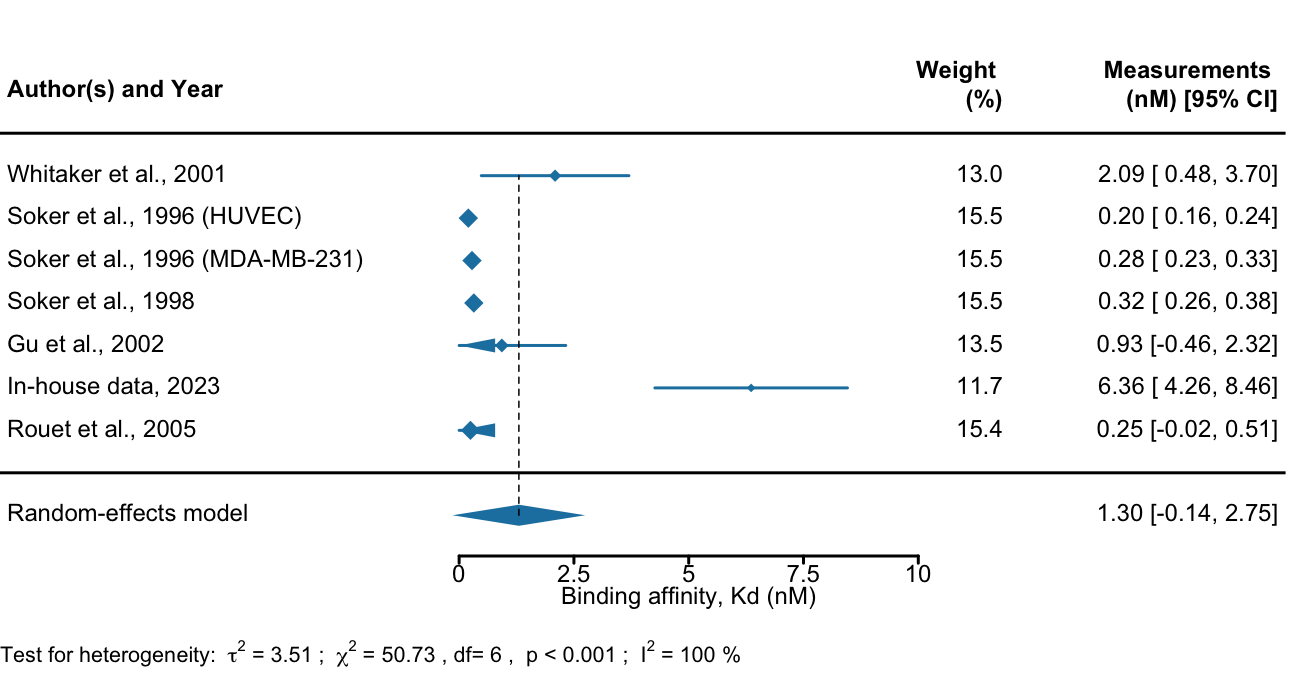 Author(s) and Year Weight (%) Measurements (nM) [95% CI]
Whitaker et al., 2001 13.0 2.09 [ 0.48, 3.70]
Soker et al., 1996 (HUVEC) 15.5 0.20 [ 0.16, 0.24]
Soker et al., 1996 (MDA-MB-231) 15.5 0.28 [ 0.23, 0.33]
Soker et al., 1998 15.5 0.32 [ 0.26, 0.38]
Gu et al., 2002 13.5 0.93 [-0.46, 2.32]
In-house data, 2023 11.7 6.36 [ 4.26, 8.46]
Rouet et al., 2005 15.4 0.25 [-0.02, 0.51]
Random-effects model 1.30 [-0.14, 2.75]
0 2.5 5 7.5 10
Binding affinity, Kd (nM)
Test for heterogeneity: τ² = 3.51 ; χ² = 50.73 , df= 6 , p < 0.001 ; I² = 100 %